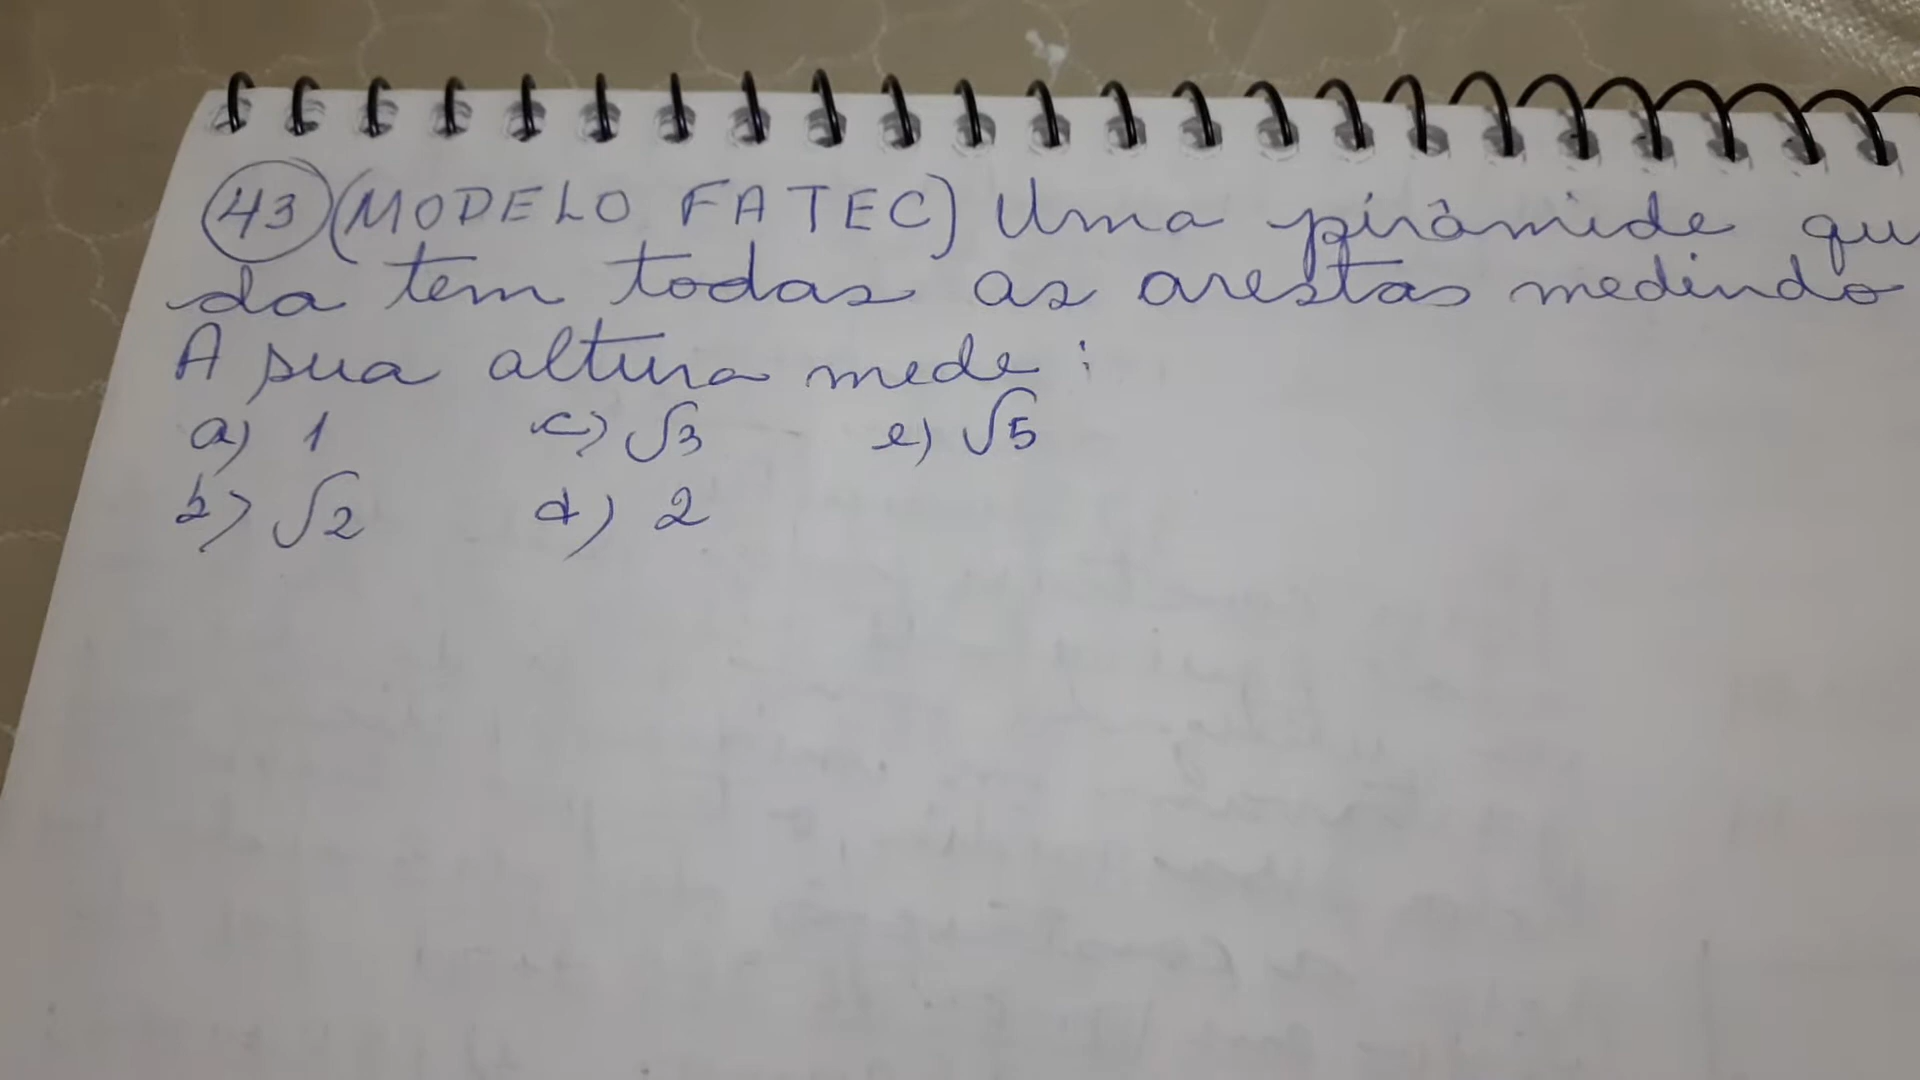 43 (MODELO FATEC) Uma pirâmide qu
da tem todas as arestas medindo
A sua altura mede:
a) 1 c) √3 e) √5
b) √2 d) 2